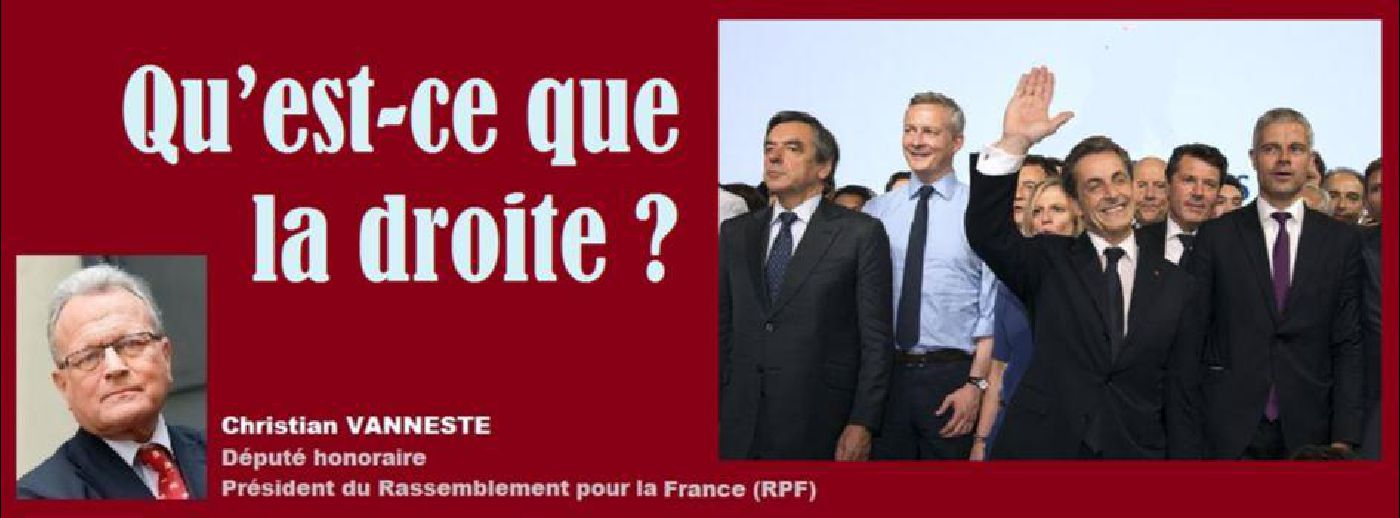 Qu’est-ce que
la droite ?
Christian VANNESTE
Député honoraire
Président du Rassemblement pour la France (RPF)